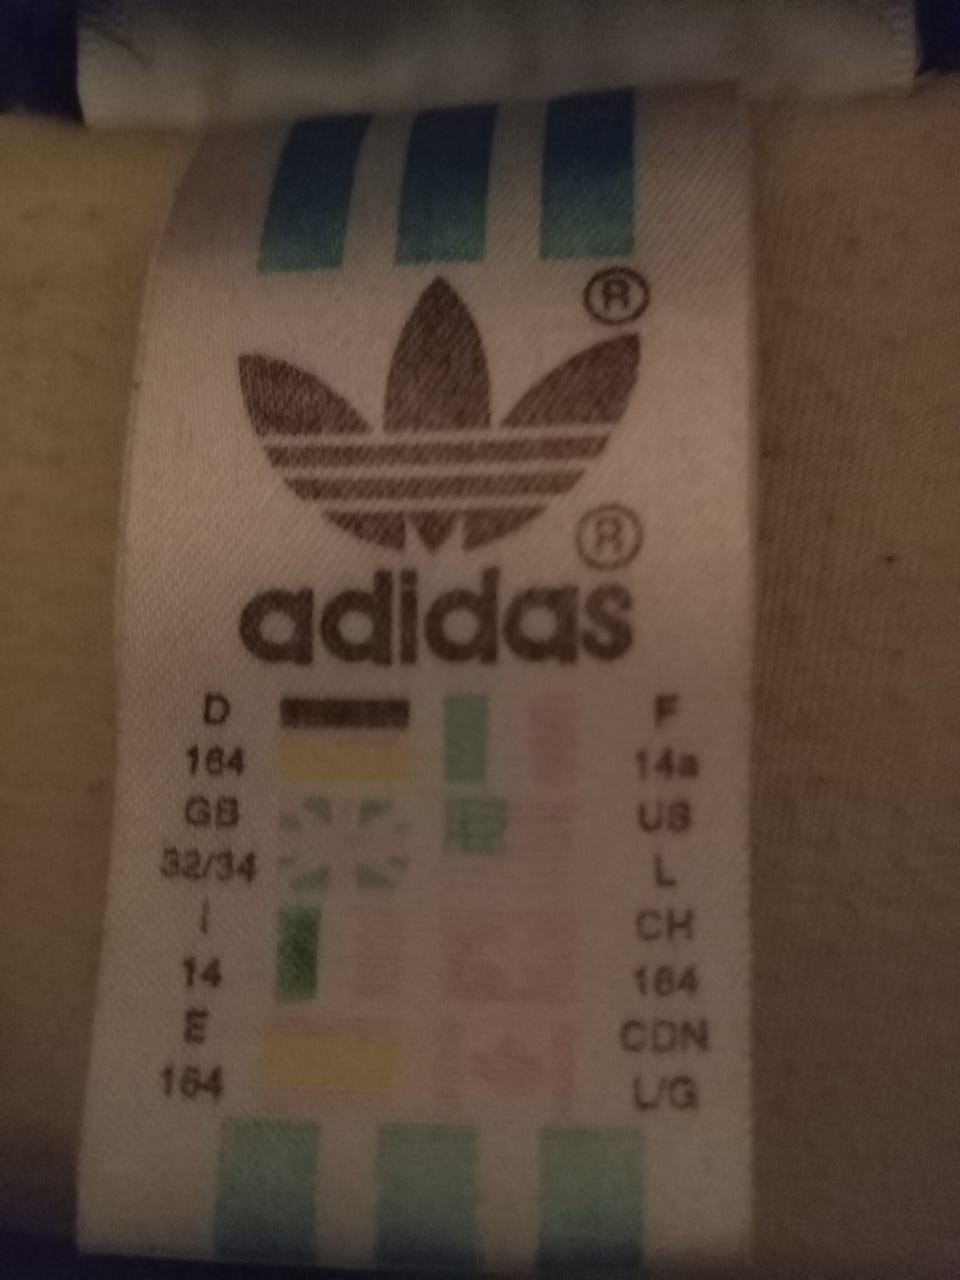 ®
®
adidas
D F
164 14a
GB US
32/34 L
I CH
14 164
E CDN
164 L/G